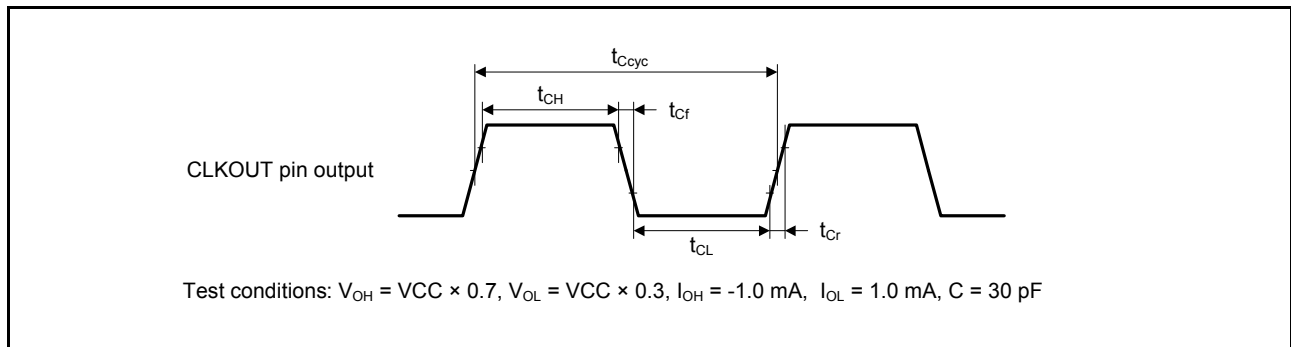 tCcyc
tCH
tCf
CLKOUT pin output
tCL
tCr
Test conditions: VOH = VCC × 0.7, VOL = VCC × 0.3, IOH = -1.0 mA, IOL = 1.0 mA, C = 30 pF